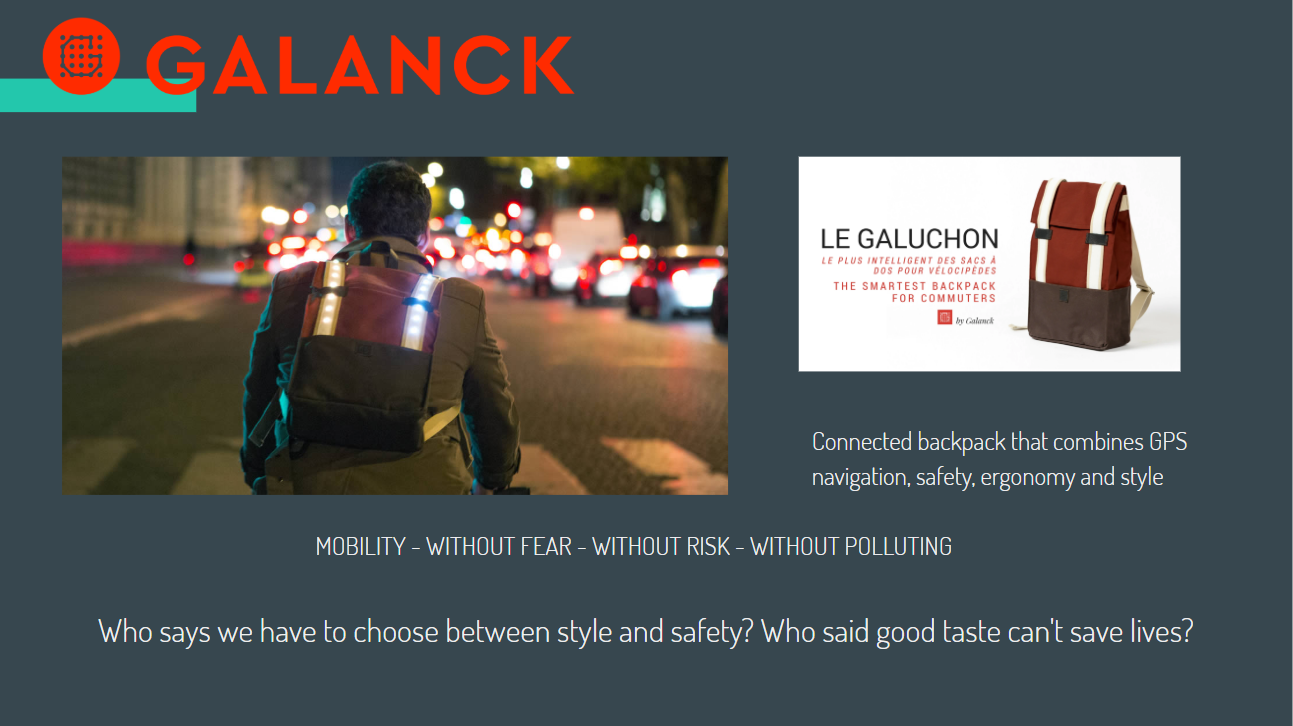 GALANCK
LE GALUCHON
LE PLUS INTELLIGENT DES SACS À
DOS POUR VÉLOCIPÈDES
THE SMARTEST BACKPACK
FOR COMMUTERS
by Galanck
Connected backpack that combines GPS
navigation, safety, ergonomy and style
MOBILITY - WITHOUT FEAR - WITHOUT RISK - WITHOUT POLLUTING
Who says we have to choose between style and safety? Who said good taste can't save lives?